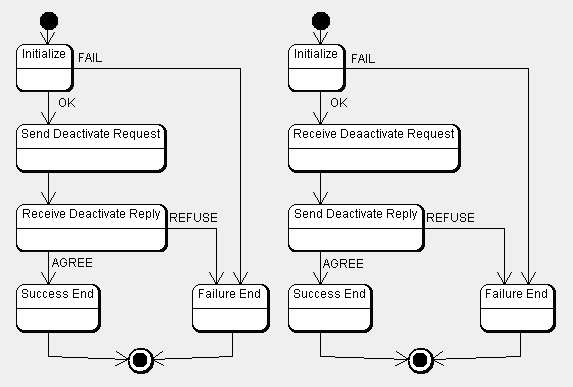 Initialize
FAIL
OK
Send Deactivate Request
Receive Deactivate Reply
REFUSE
AGREE
Success End
Failure End
Initialize
FAIL
OK
Receive Deaactivate Request
Send Deactivate Reply
REFUSE
AGREE
Success End
Failure End